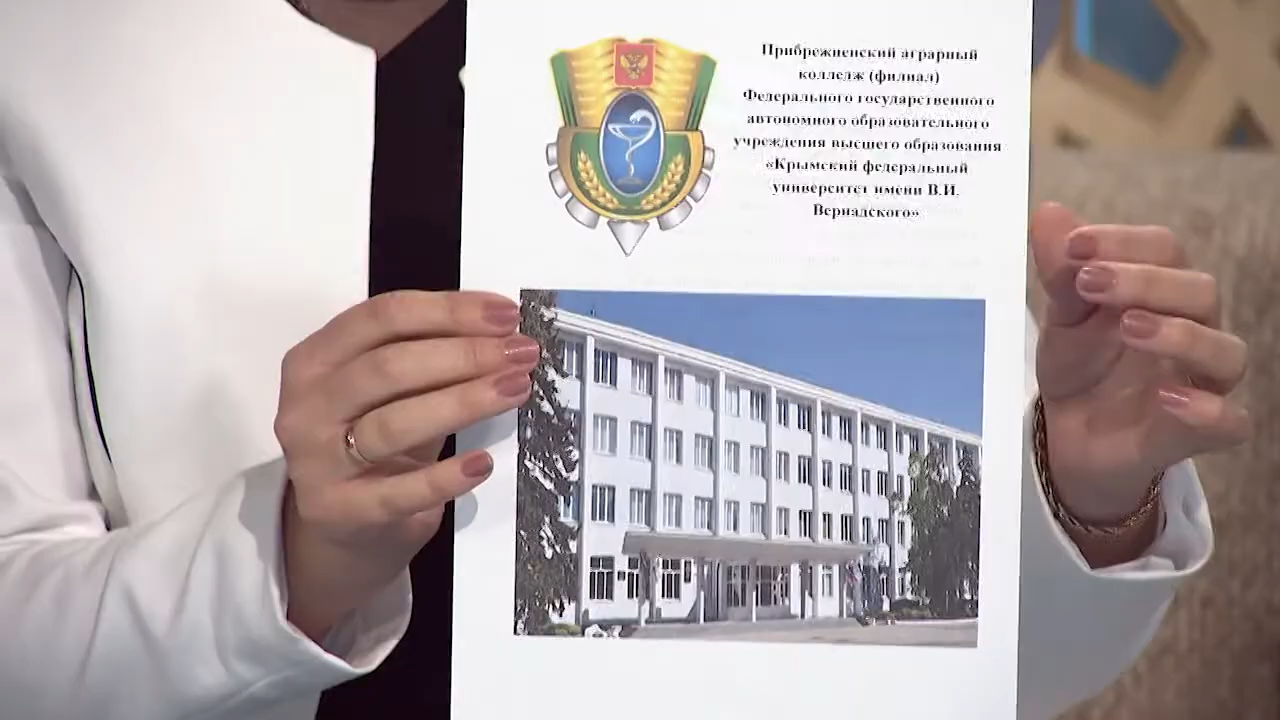 Прибрежненский аграрный
колледж (филиал)
Федерального государственного
автономного образовательного
учреждения высшего образования
«Крымский федеральный
университет имени В.И.
Вернадского»